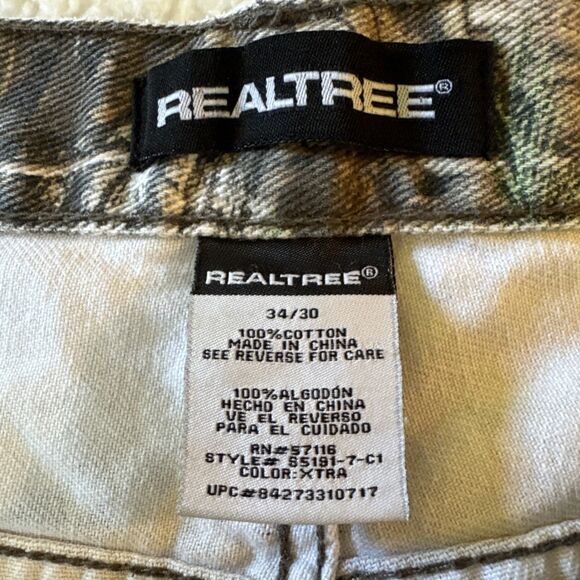 REALTREE®
REALTREE®
34/30
100%COTTON
MADE IN CHINA
SEE REVERSE FOR CARE
100%ALGODÓN
HECHO EN CHINA
VE EL REVERSO
PARA EL CUIDADO
RN#57116
STYLE# S5191-7-C1
COLOR:XTRA
UPC#84273310717